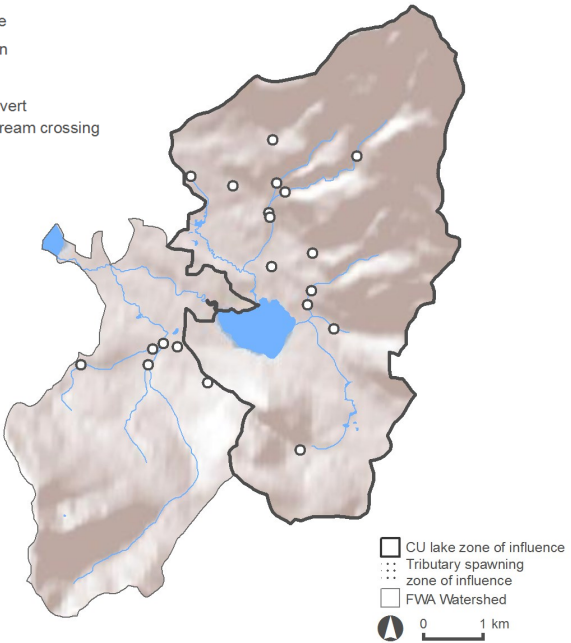 e
n
vert
ream crossing
CU lake zone of influence
Tributary spawning
zone of influence
FWA Watershed
0 1 km